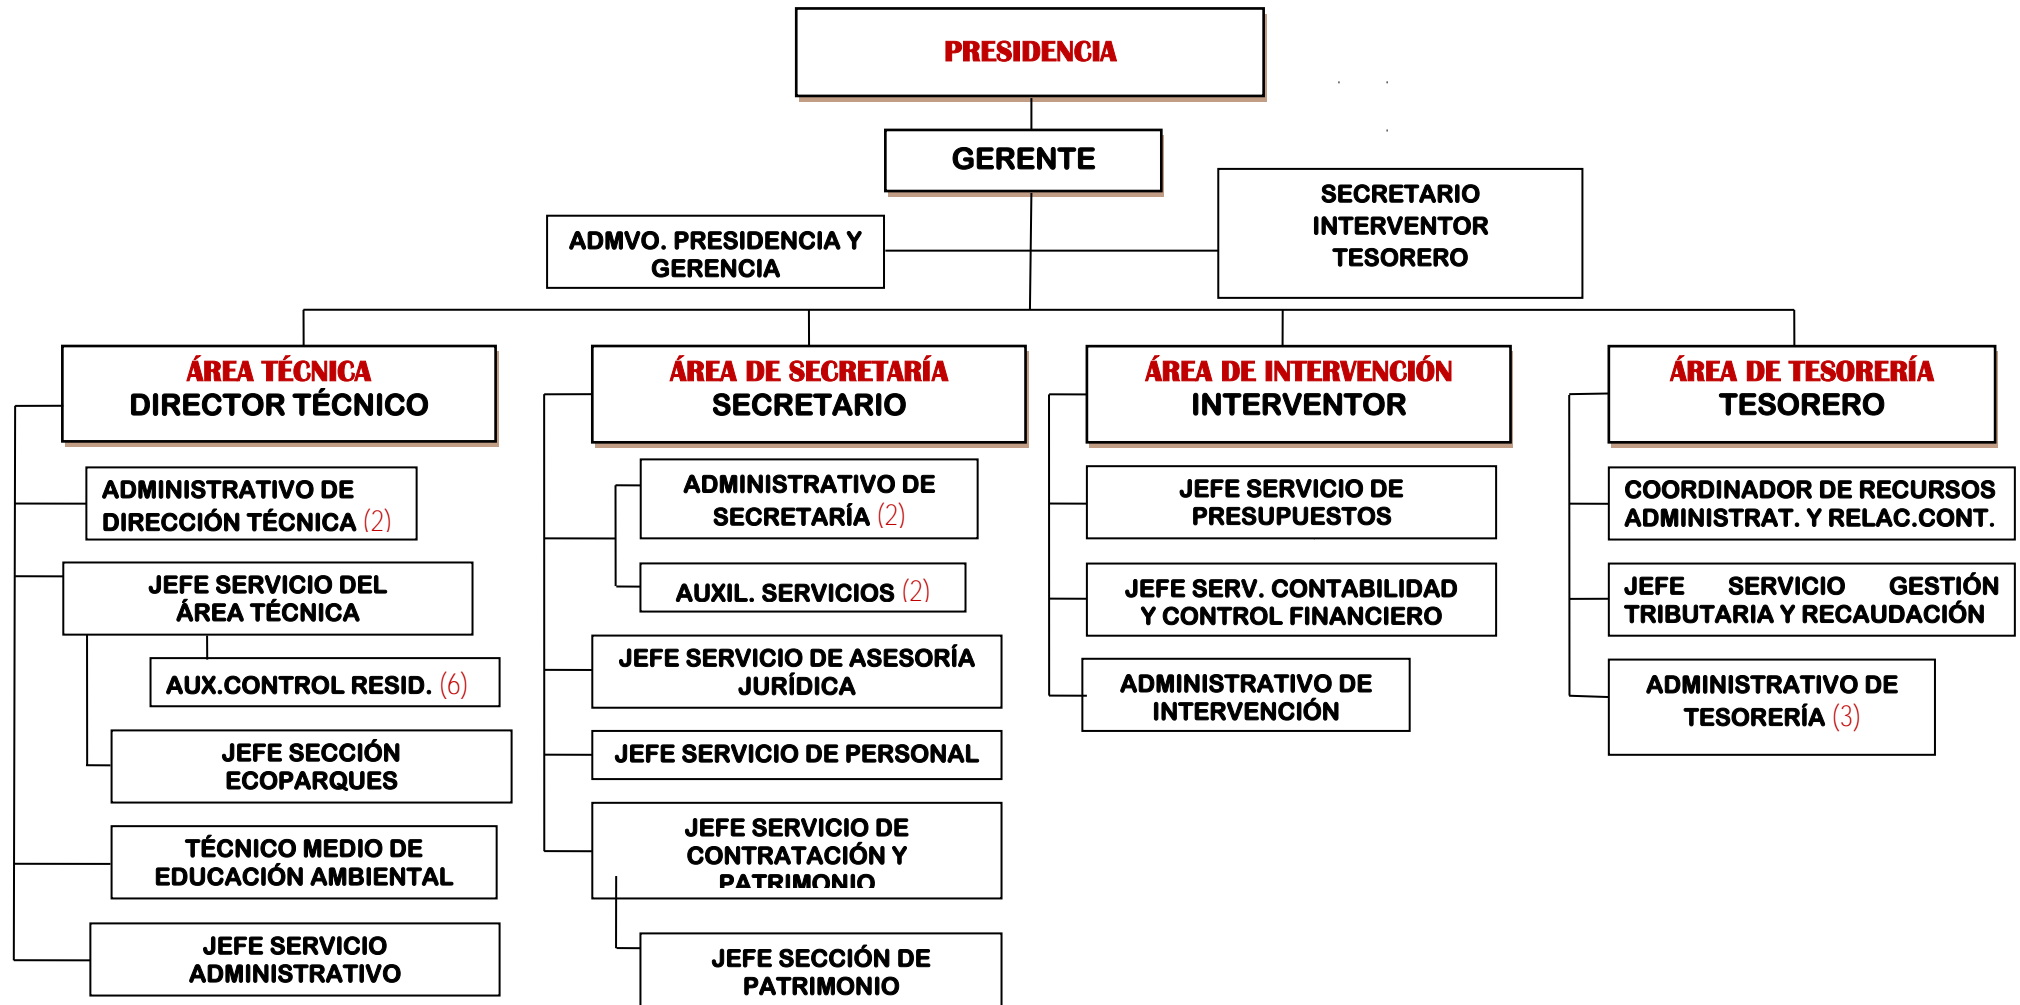 PRESIDENCIA
GERENTE
SECRETARIO
INTERVENTOR
TESORERO
ADMVO. PRESIDENCIA Y
GERENCIA
ÁREA TÉCNICA
DIRECTOR TÉCNICO
ADMINISTRATIVO DE
DIRECCIÓN TÉCNICA (2)
JEFE SERVICIO DEL
ÁREA TÉCNICA
AUX.CONTROL RESID. (6)
JEFE SECCIÓN
ECOPARQUES
TÉCNICO MEDIO DE
EDUCACIÓN AMBIENTAL
JEFE SERVICIO
ADMINISTRATIVO
ÁREA DE SECRETARÍA
SECRETARIO
ADMINISTRATIVO DE
SECRETARÍA (2)
AUXIL. SERVICIOS (2)
JEFE SERVICIO DE ASESORÍA
JURÍDICA
JEFE SERVICIO DE PERSONAL
JEFE SERVICIO DE
CONTRATACIÓN Y
PATRIMONIO
JEFE SECCIÓN DE
PATRIMONIO
ÁREA DE INTERVENCIÓN
INTERVENTOR
JEFE SERVICIO DE
PRESUPUESTOS
JEFE SERV. CONTABILIDAD
Y CONTROL FINANCIERO
ADMINISTRATIVO DE
INTERVENCIÓN
ÁREA DE TESORERÍA
TESORERO
COORDINADOR DE RECURSOS
ADMINISTRAT. Y RELAC.CONT.
JEFE SERVICIO GESTIÓN
TRIBUTARIA Y RECAUDACIÓN
ADMINISTRATIVO DE
TESORERÍA (3)